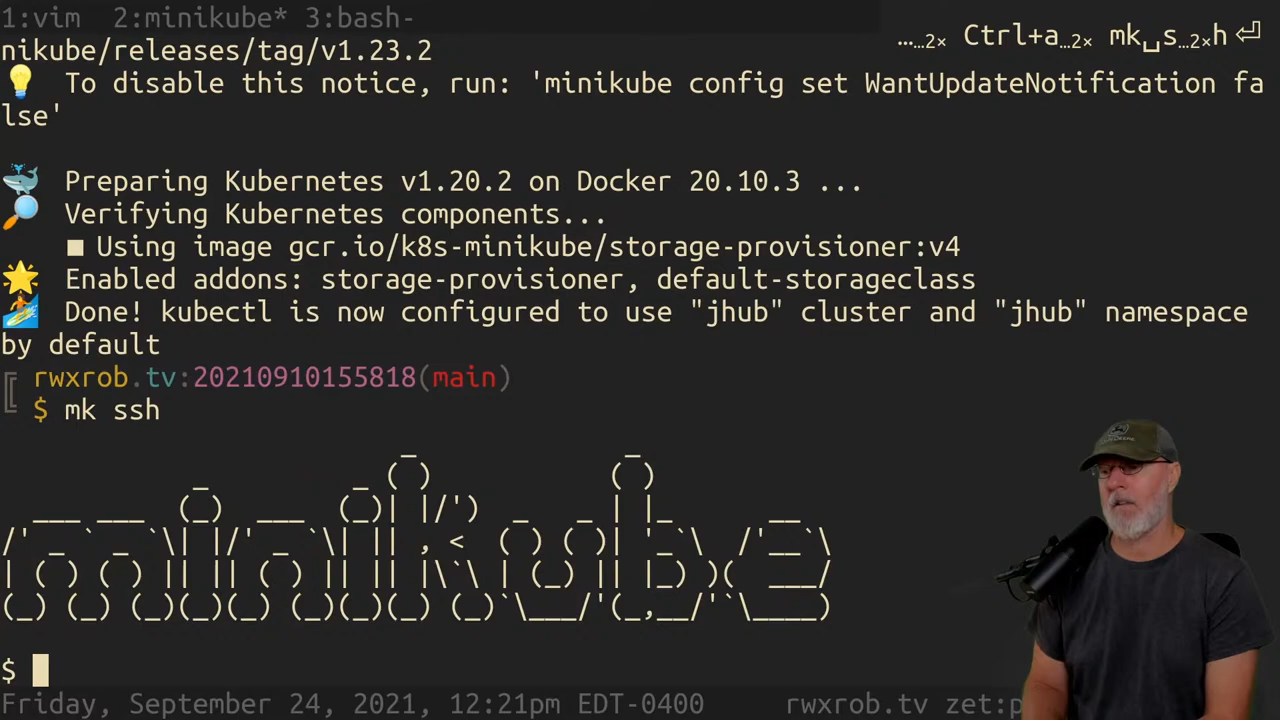 1:vim  2:minikube* 3:bash-
…..2×  Ctrl+a…2×  mk␣s…2×h ⏎
nikube/releases/tag/v1.23.2
💡  To disable this notice, run: 'minikube config set WantUpdateNotification fa
lse'
🐳  Preparing Kubernetes v1.20.2 on Docker 20.10.3 ...
🔎  Verifying Kubernetes components...
    ■ Using image gcr.io/k8s-minikube/storage-provisioner:v4
🌟  Enabled addons: storage-provisioner, default-storageclass
🏄  Done! kubectl is now configured to use "jhub" cluster and "jhub" namespace
by default
╔ rwxrob.tv:20210910155818(main)
╚ $ mk ssh
minikube
$
Friday, September 24, 2021, 12:21pm EDT-0400
rwxrob.tv zet:p